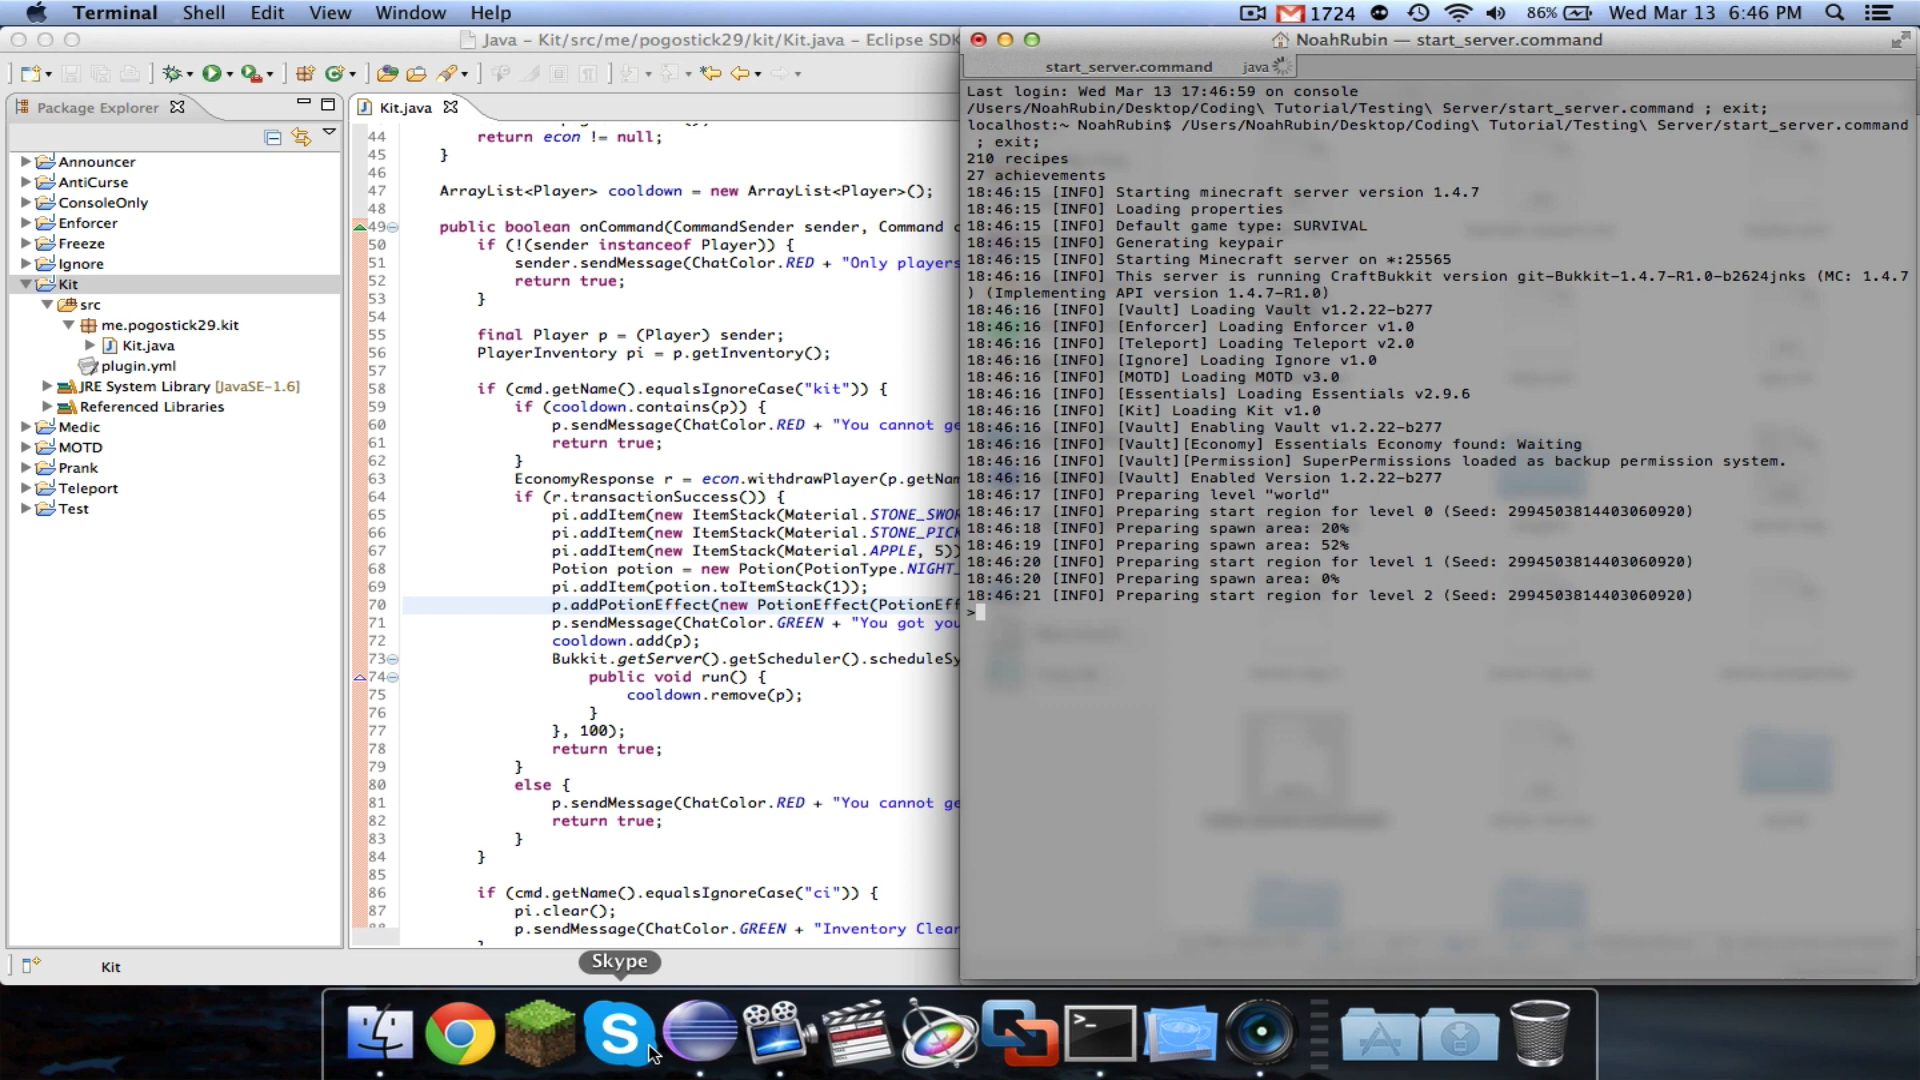 Terminal Shell Edit View Window Help
1724 86% Wed Mar 13 6:46 PM
Java – Kit/src/me/pogostick29/kit/Kit.java – Eclipse SDK
Package Explorer
Announcer
AntiCurse
ConsoleOnly
Enforcer
Freeze
Ignore
Kit
src
me.pogostick29.kit
Kit.java
plugin.yml
JRE System Library [JavaSE-1.6]
Referenced Libraries
Medic
MOTD
Prank
Teleport
Test
Kit
Kit.java
44 return econ != null;
45 }
46
47 ArrayList<Player> cooldown = new ArrayList<Player>();
48
49 public boolean onCommand(CommandSender sender, Command c
50 if (!(sender instanceof Player)) {
51 sender.sendMessage(ChatColor.RED + "Only players
52 return true;
53 }
54
55 final Player p = (Player) sender;
56 PlayerInventory pi = p.getInventory();
57
58 if (cmd.getName().equalsIgnoreCase("kit")) {
59 if (cooldown.contains(p)) {
60 p.sendMessage(ChatColor.RED + "You cannot ge
61 return true;
62 }
63 EconomyResponse r = econ.withdrawPlayer(p.getNam
64 if (r.transactionSuccess()) {
65 pi.addItem(new ItemStack(Material.STONE_SWOR
66 pi.addItem(new ItemStack(Material.STONE_PICK
67 pi.addItem(new ItemStack(Material.APPLE, 5))
68 Potion potion = new Potion(PotionType.NIGHT_
69 pi.addItem(potion.toItemStack(1));
70 p.addPotionEffect(new PotionEffect(PotionEff
71 p.sendMessage(ChatColor.GREEN + "You got you
72 cooldown.add(p);
73 Bukkit.getServer().getScheduler().scheduleSy
74 public void run() {
75 cooldown.remove(p);
76 }
77 }, 100);
78 return true;
79 }
80 else {
81 p.sendMessage(ChatColor.RED + "You cannot ge
82 return true;
83 }
84 }
85
86 if (cmd.getName().equalsIgnoreCase("ci")) {
87 pi.clear();
88 p.sendMessage(ChatColor.GREEN + "Inventory Clear
NoahRubin — start_server.command
start_server.command java
Last login: Wed Mar 13 17:46:59 on console
/Users/NoahRubin/Desktop/Coding\ Tutorial/Testing\ Server/start_server.command ; exit;
localhost:~ NoahRubin$ /Users/NoahRubin/Desktop/Coding\ Tutorial/Testing\ Server/start_server.command
; exit;
210 recipes
27 achievements
18:46:15 [INFO] Starting minecraft server version 1.4.7
18:46:15 [INFO] Loading properties
18:46:15 [INFO] Default game type: SURVIVAL
18:46:15 [INFO] Generating keypair
18:46:15 [INFO] Starting Minecraft server on *:25565
18:46:16 [INFO] This server is running CraftBukkit version git-Bukkit-1.4.7-R1.0-b2624jnks (MC: 1.4.7
) (Implementing API version 1.4.7-R1.0)
18:46:16 [INFO] [Vault] Loading Vault v1.2.22-b277
18:46:16 [INFO] [Enforcer] Loading Enforcer v1.0
18:46:16 [INFO] [Teleport] Loading Teleport v2.0
18:46:16 [INFO] [Ignore] Loading Ignore v1.0
18:46:16 [INFO] [MOTD] Loading MOTD v3.0
18:46:16 [INFO] [Essentials] Loading Essentials v2.9.6
18:46:16 [INFO] [Kit] Loading Kit v1.0
18:46:16 [INFO] [Vault] Enabling Vault v1.2.22-b277
18:46:16 [INFO] [Vault][Economy] Essentials Economy found: Waiting
18:46:16 [INFO] [Vault][Permission] SuperPermissions loaded as backup permission system.
18:46:16 [INFO] [Vault] Enabled Version 1.2.22-b277
18:46:17 [INFO] Preparing level "world"
18:46:17 [INFO] Preparing start region for level 0 (Seed: 2994503814403060920)
18:46:18 [INFO] Preparing spawn area: 20%
18:46:19 [INFO] Preparing spawn area: 52%
18:46:20 [INFO] Preparing start region for level 1 (Seed: 2994503814403060920)
18:46:20 [INFO] Preparing spawn area: 0%
18:46:21 [INFO] Preparing start region for level 2 (Seed: 2994503814403060920)
>
Skype